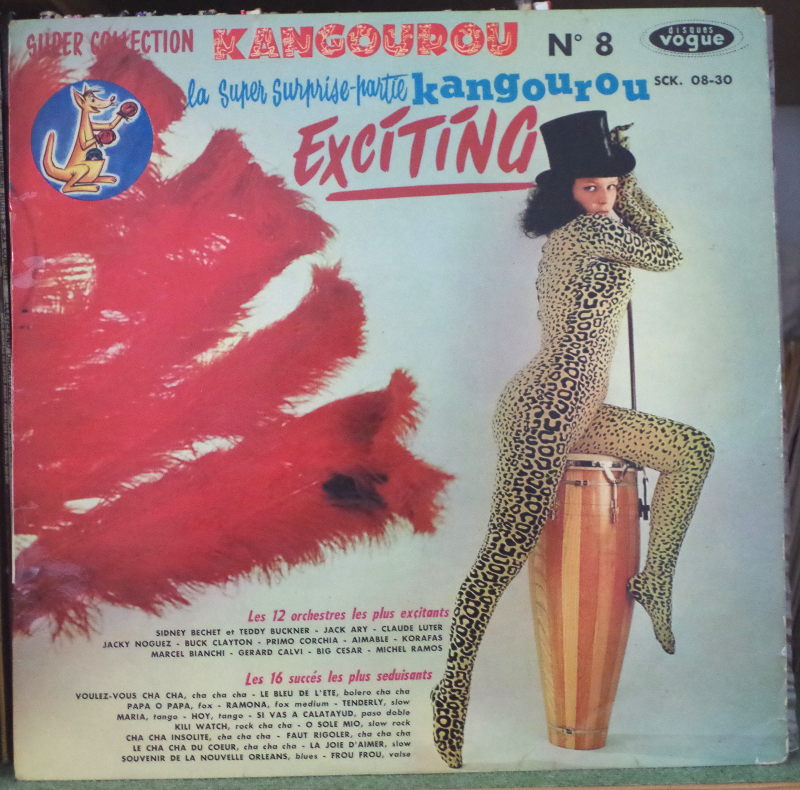 SUPER COLLECTION KANGOUROU N° 8
disques vogue
la super surprise-partie kangourou SCK. 08-30
EXCITING
Les 12 orchestres les plus excitants
SIDNEY BECHET et TEDDY BUCKNER - JACK ARY - CLAUDE LUTER
JACKY NOGUEZ - BUCK CLAYTON - PRIMO CORCHIA - AIMABLE - KORAFAS
MARCEL BIANCHI - GERARD CALVI - BIG CESAR - MICHEL RAMOS
Les 16 succés les plus seduisants
VOULEZ-VOUS CHA CHA, cha cha cha - LE BLEU DE L'ETE, bolero cha cha
PAPA O PAPA, fox - RAMONA, fox medium - TENDERLY, slow
MARIA, tango - HOY, tango - SI VAS A CALATAYUD, paso doble
KILI WATCH, rock cha cha - O SOLE MIO, slow rock
CHA CHA INSOLITE, cha cha cha - FAUT RIGOLER, cha cha cha
LE CHA CHA DU COEUR, cha cha cha - LA JOIE D'AIMER, slow
SOUVENIR DE LA NOUVELLE ORLEANS, blues - FROU FROU, valse